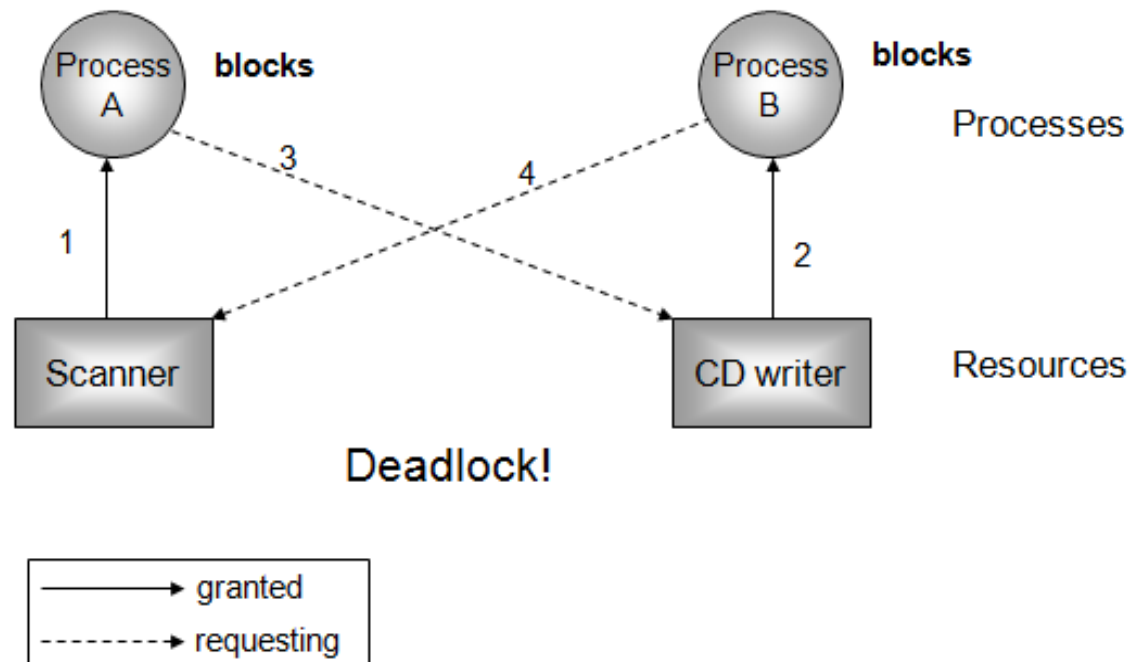 Process
A
blocks
Process
B
blocks
Processes
3
4
1
2
Scanner
CD writer
Resources
Deadlock!
granted
requesting